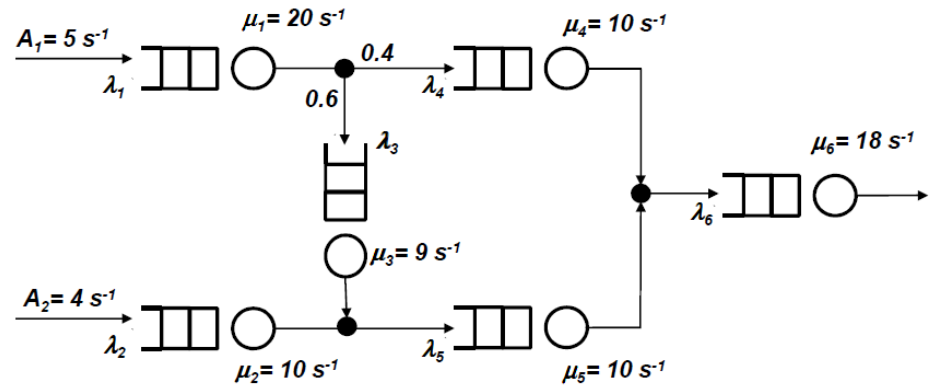 A₁= 5 s⁻¹
μ₁= 20 s⁻¹
λ₁
0.4
0.6
λ₃
μ₃= 9 s⁻¹
λ₄
μ₄= 10 s⁻¹
μ₆= 18 s⁻¹
λ₆
A₂= 4 s⁻¹
λ₂
μ₂= 10 s⁻¹
λ₅
μ₅= 10 s⁻¹